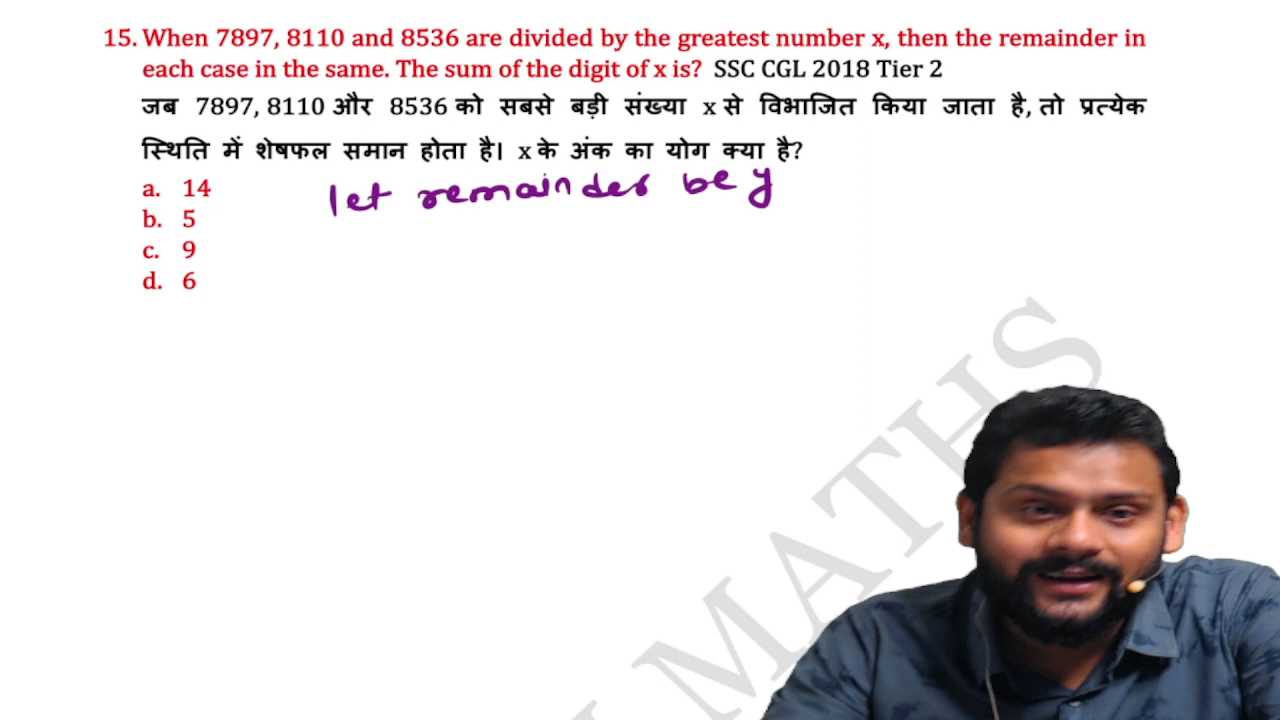 15. When 7897, 8110 and 8536 are divided by the greatest number x, then the remainder in
each case in the same. The sum of the digit of x is? SSC CGL 2018 Tier 2
जब 7897, 8110 और 8536 को सबसे बड़ी संख्या x से विभाजित किया जाता है, तो प्रत्येक
स्थिति में शेषफल समान होता है। x के अंक का योग क्या है?
a. 14
let remainder be y
b. 5
c. 9
d. 6
MATHS